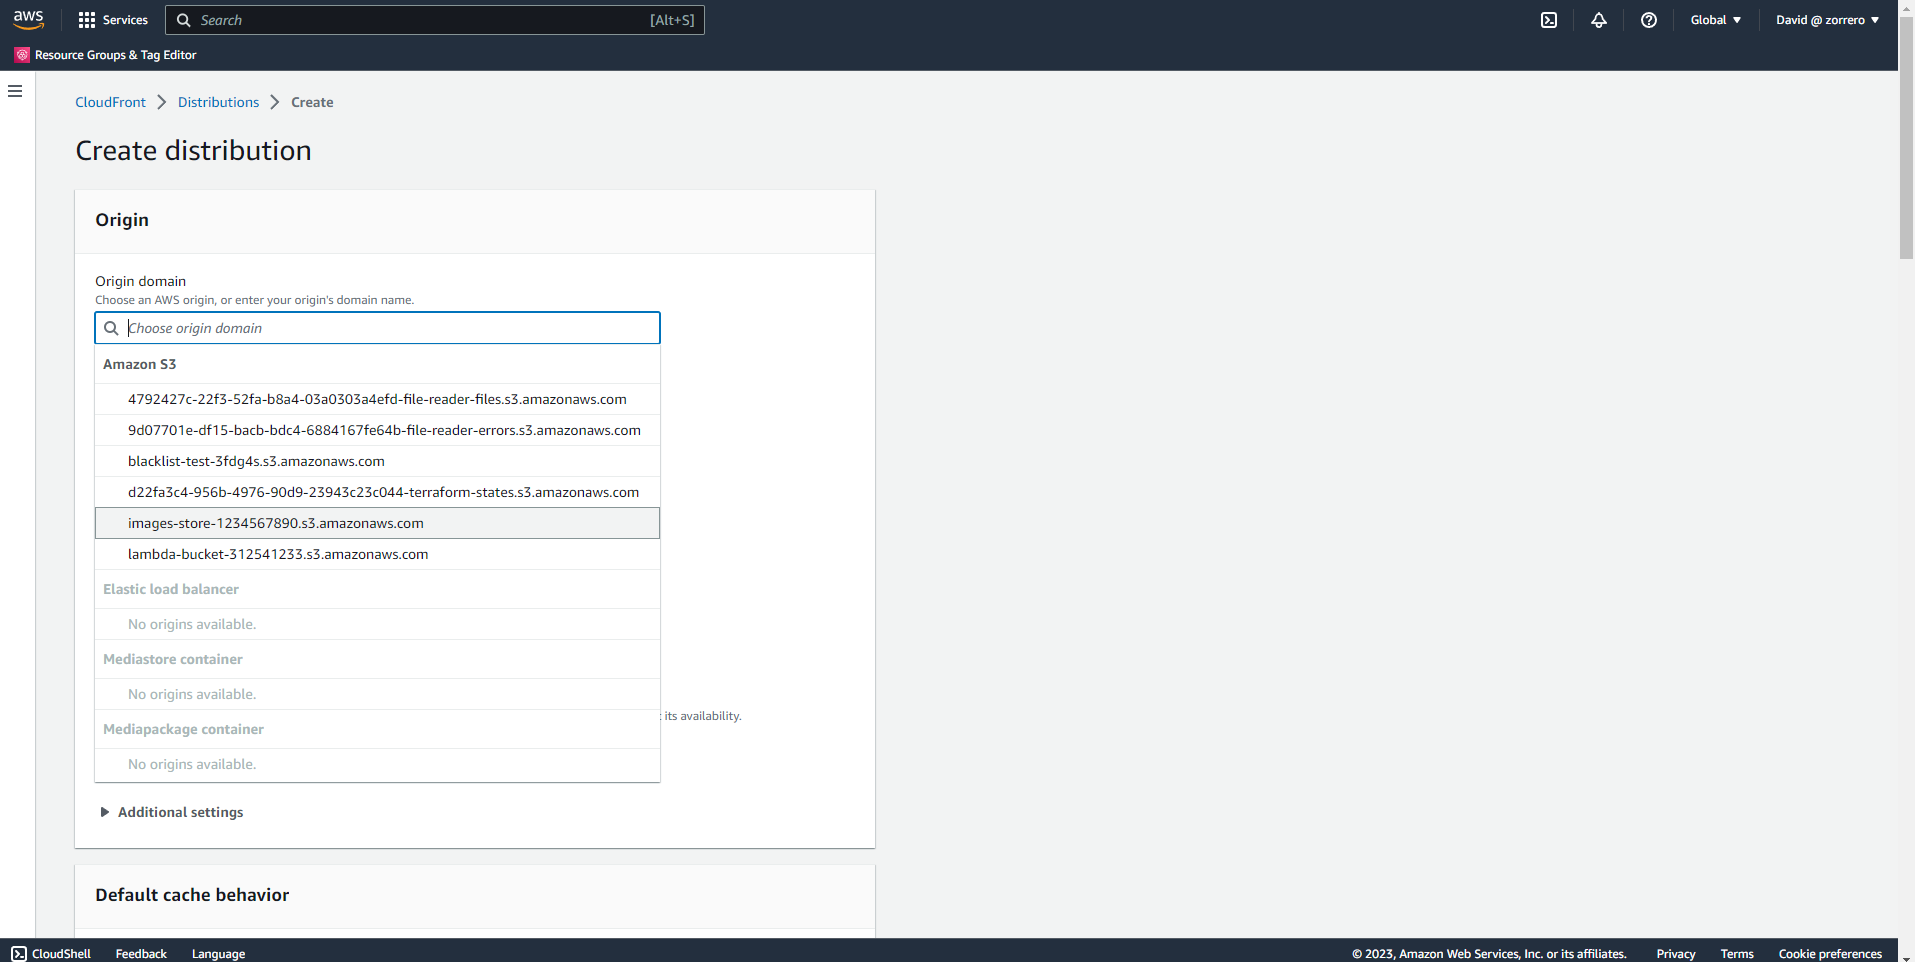 aws
Services
Search
[Alt+S]
Global
David @ zorrero
Resource Groups & Tag Editor
CloudFront
Distributions
Create
Create distribution
Origin
Origin domain
Choose an AWS origin, or enter your origin's domain name.
Choose origin domain
Amazon S3
4792427c-22f3-52fa-b8a4-03a0303a4efd-file-reader-files.s3.amazonaws.com
9d07701e-df15-bacb-bdc4-6884167fe64b-file-reader-errors.s3.amazonaws.com
blacklist-test-3fdg4s.s3.amazonaws.com
d22fa3c4-956b-4976-90d9-23943c23c044-terraform-states.s3.amazonaws.com
images-store-1234567890.s3.amazonaws.com
lambda-bucket-312541233.s3.amazonaws.com
Elastic load balancer
No origins available.
Mediastore container
No origins available.
its availability.
Mediapackage container
No origins available.
Additional settings
Default cache behavior
CloudShell
Feedback
Language
© 2023, Amazon Web Services, Inc. or its affiliates.
Privacy
Terms
Cookie preferences